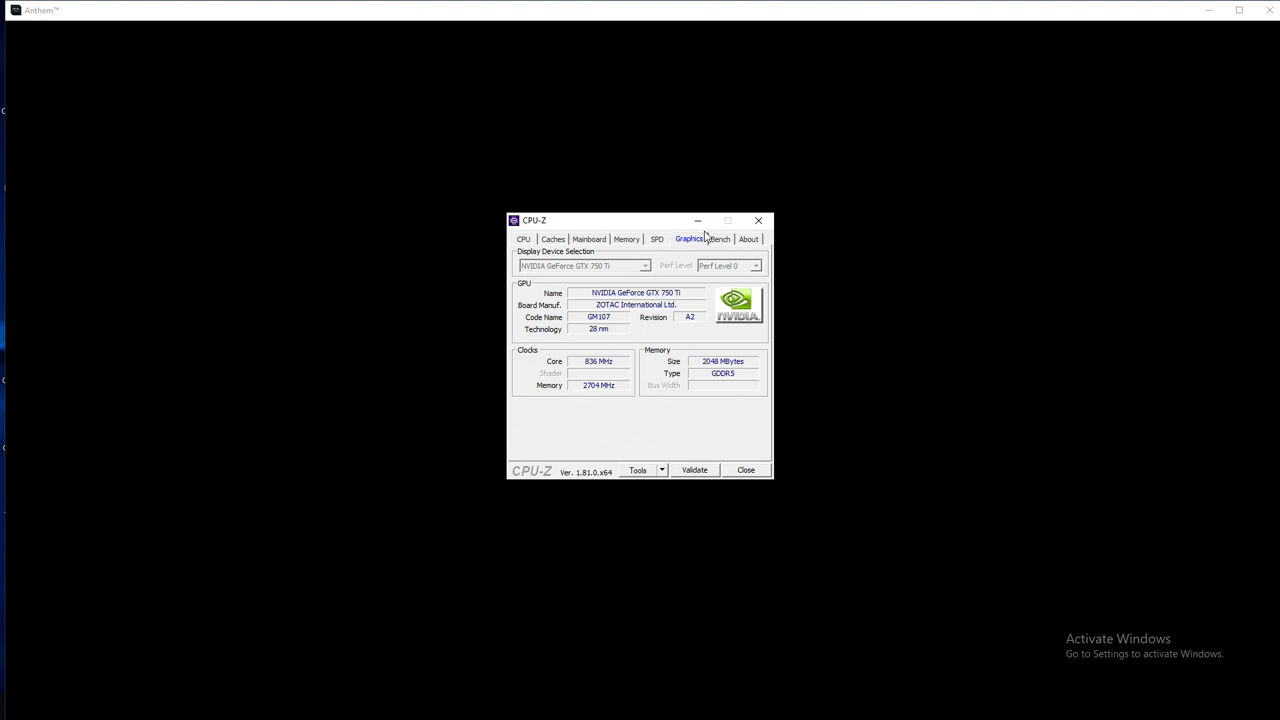 Anthem™
CPU-Z
CPU Caches Mainboard Memory SPD Graphics Bench About
Display Device Selection
NVIDIA GeForce GTX 750 Ti Perf Level Perf Level 0
GPU
Name NVIDIA GeForce GTX 750 Ti
Board Manuf. ZOTAC International Ltd.
Code Name GM107 Revision A2
Technology 28 nm
NVIDIA.
Clocks
Core 836 MHz
Shader
Memory 2704 MHz
Memory
Size 2048 MBytes
Type GDDR5
Bus Width
CPU-Z Ver. 1.81.0.x64 Tools Validate Close
Activate Windows
Go to Settings to activate Windows.